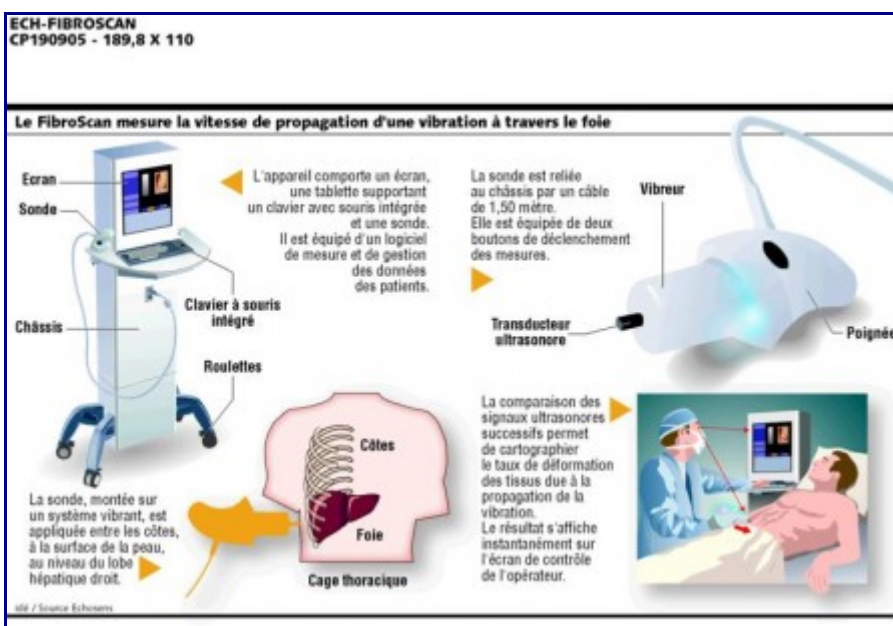 ECH-FIBROSCAN
CP190905 - 189,8 X 110
Le FibroScan mesure la vitesse de propagation d'une vibration à travers le foie
Ecran
Sonde
Châssis
Clavier à souris
intégré
Roulettes
L'appareil comporte un écran,
une tablette supportant
un clavier avec souris intégrée
et une sonde.
Il est équipé d'un logiciel
de mesure et de gestion
des données
des patients.
La sonde est reliée
au châssis par un câble
de 1,50 mètre.
Elle est équipée de deux
boutons de déclenchement
des mesures.
Vibreur
Transducteur
ultrasonore
Poignée
La sonde, montée sur
un système vibrant, est
appliquée entre les côtes,
à la surface de la peau,
au niveau du lobe
hépatique droit.
Côtes
Foie
Cage thoracique
La comparaison des
signaux ultrasonores
successifs permet
de cartographier
le taux de déformation
des tissus due à la
propagation de la
vibration.
Le résultat s'affiche
instantanément sur
l'écran de contrôle
de l'opérateur.
idé / Source Echosens